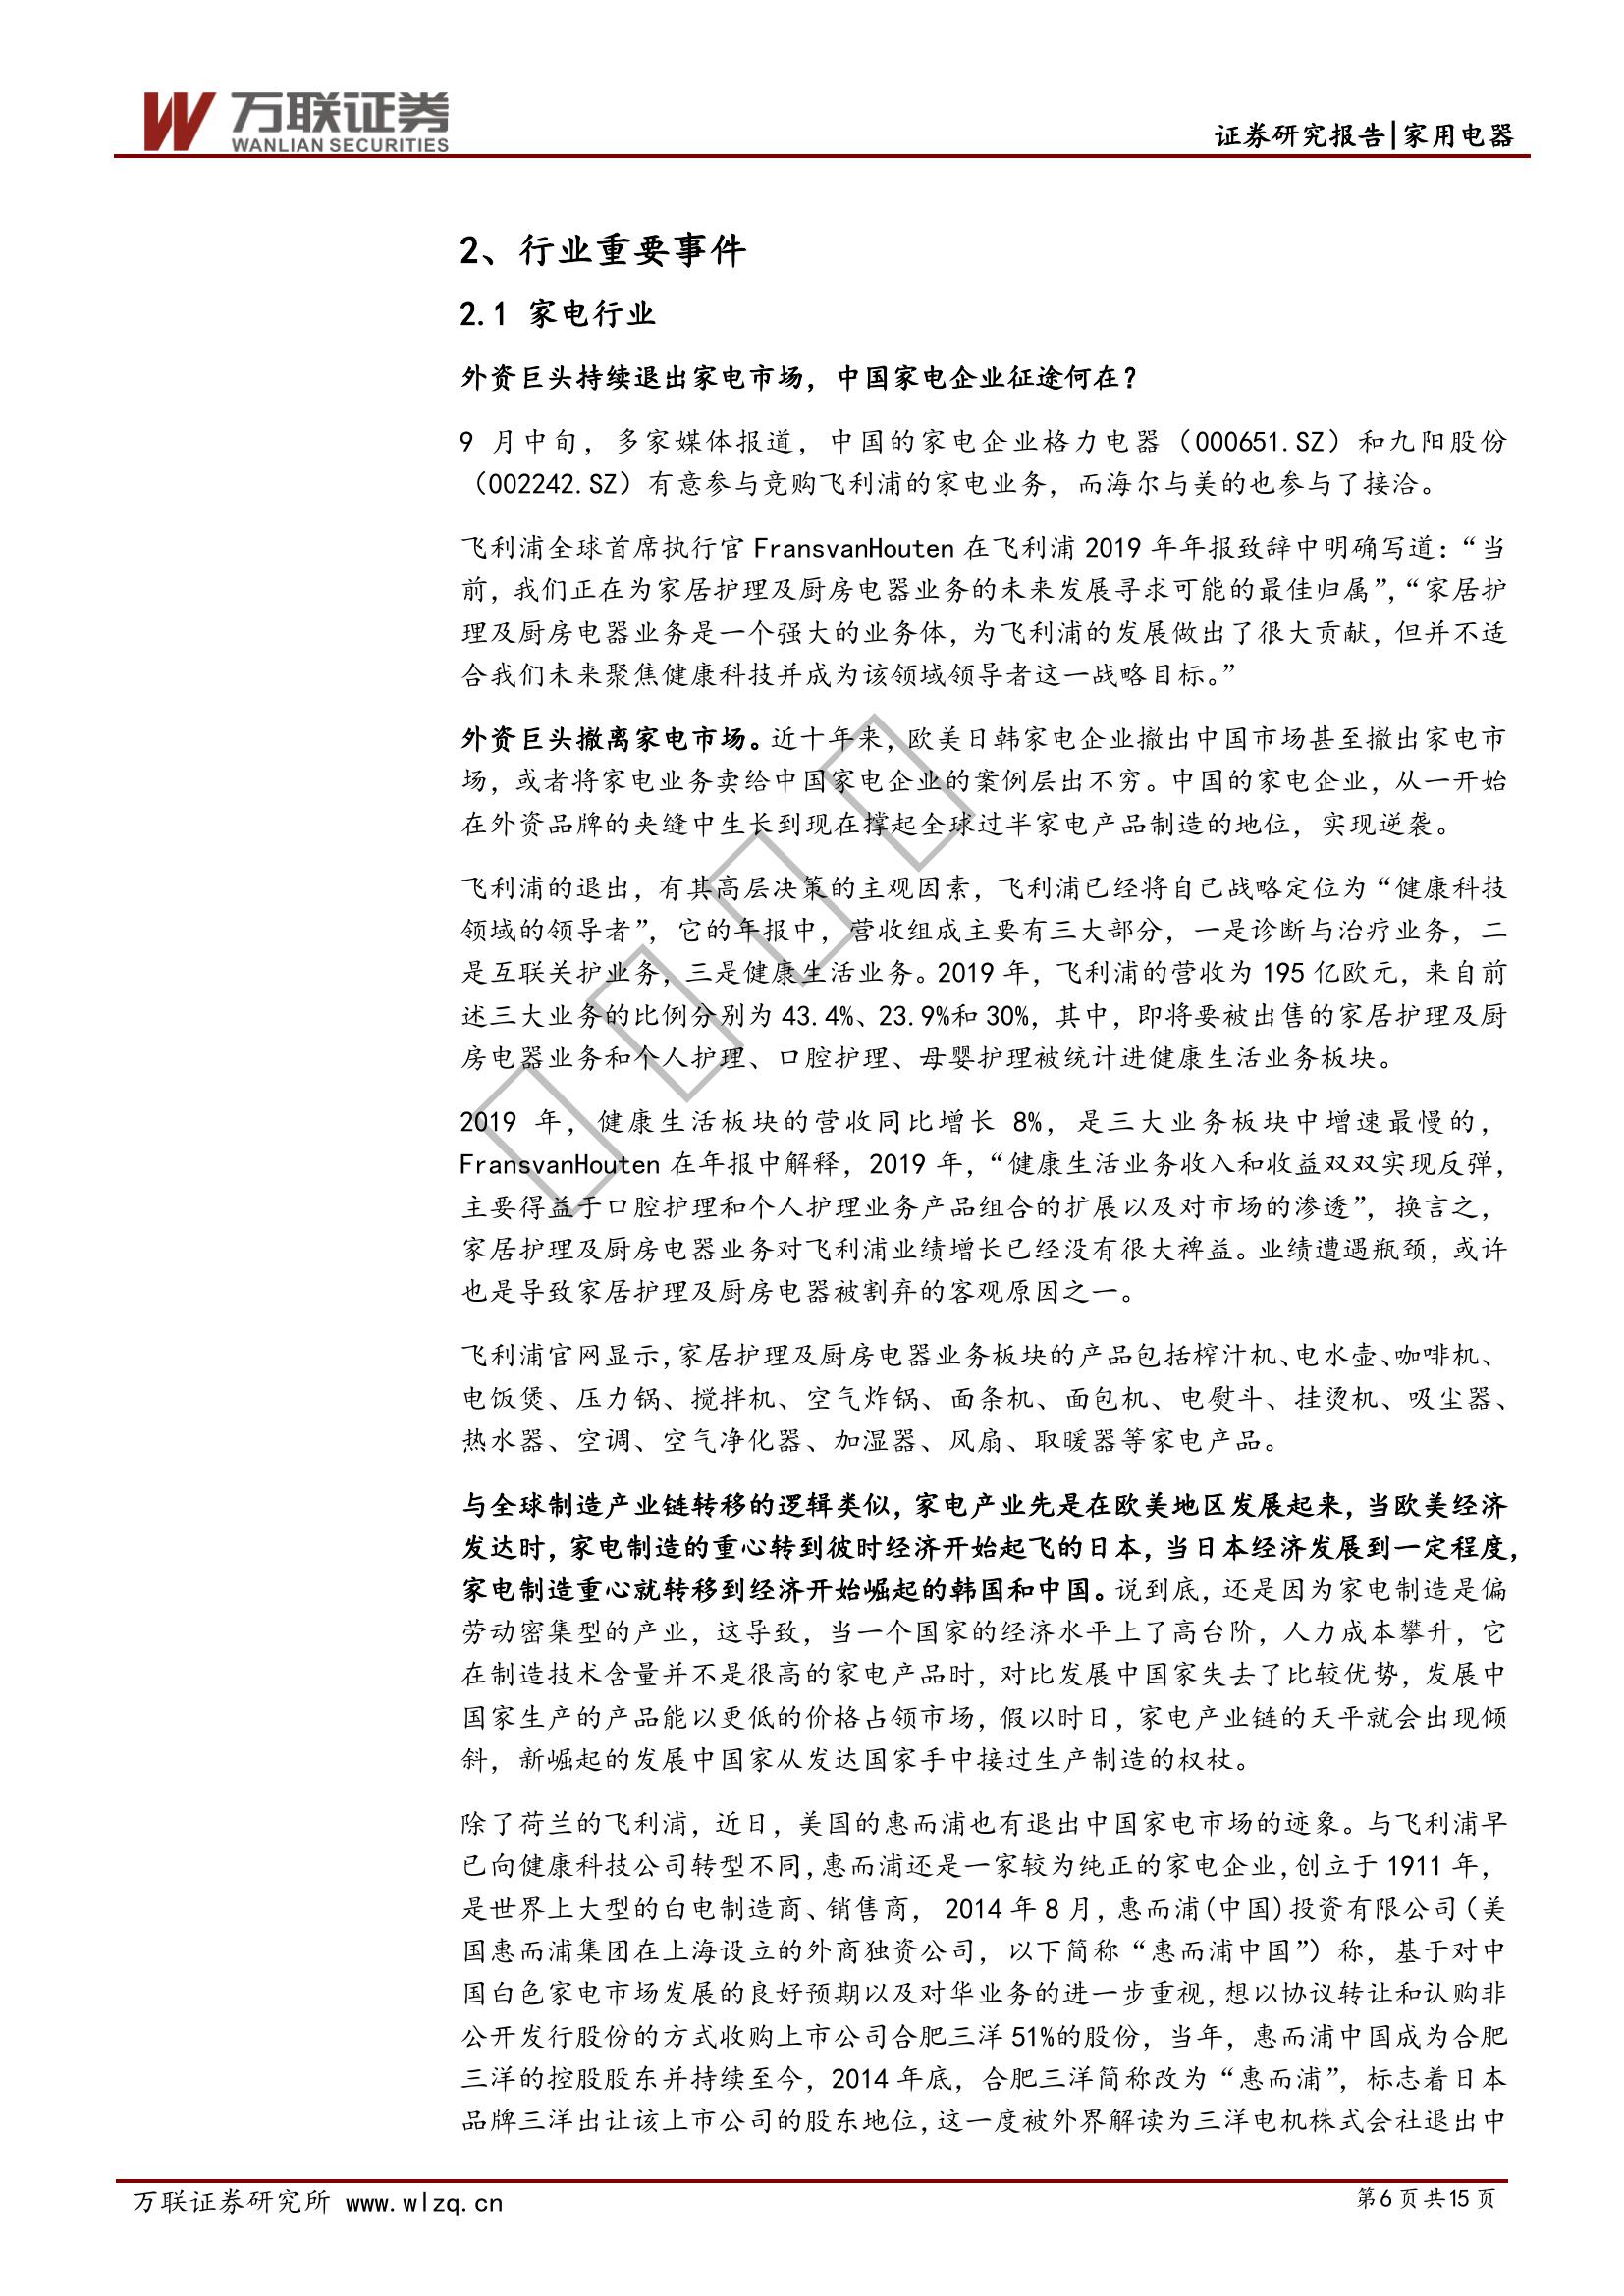 万联证券
WANLIAN SECURITIES
证券研究报告|家用电器
2、行业重要事件
2.1 家电行业
外资巨头持续退出家电市场，中国家电企业征途何在？
9 月中旬，多家媒体报道，中国的家电企业格力电器（000651.SZ）和九阳股份
（002242.SZ）有意参与竞购飞利浦的家电业务，而海尔与美的也参与了接洽。
飞利浦全球首席执行官 FransvanHouten 在飞利浦 2019 年年报致辞中明确写道：“当
前，我们正在为家居护理及厨房电器业务的未来发展寻求可能的最佳归属”，“家居护
理及厨房电器业务是一个强大的业务体，为飞利浦的发展做出了很大贡献，但并不适
合我们未来聚焦健康科技并成为该领域领导者这一战略目标。”
外资巨头撤离家电市场。近十年来，欧美日韩家电企业撤出中国市场甚至撤出家电市
场，或者将家电业务卖给中国家电企业的案例层出不穷。中国的家电企业，从一开始
在外资品牌的夹缝中生长到现在撑起全球过半家电产品制造的地位，实现逆袭。
飞利浦的退出，有其高层决策的主观因素，飞利浦已经将自己战略定位为“健康科技
领域的领导者”，它的年报中，营收组成主要有三大部分，一是诊断与治疗业务，二
是互联关护业务，三是健康生活业务。2019 年，飞利浦的营收为 195 亿欧元，来自前
述三大业务的比例分别为 43.4%、23.9%和 30%，其中，即将要被出售的家居护理及厨
房电器业务和个人护理、口腔护理、母婴护理被统计进健康生活业务板块。
2019 年，健康生活板块的营收同比增长 8%，是三大业务板块中增速最慢的，
FransvanHouten 在年报中解释，2019 年，“健康生活业务收入和收益双双实现反弹，
主要得益于口腔护理和个人护理业务产品组合的扩展以及对市场的渗透”，换言之，
家居护理及厨房电器业务对飞利浦业绩增长已经没有很大裨益。业绩遭遇瓶颈，或许
也是导致家居护理及厨房电器被割弃的客观原因之一。
飞利浦官网显示，家居护理及厨房电器业务板块的产品包括榨汁机、电水壶、咖啡机、
电饭煲、压力锅、搅拌机、空气炸锅、面条机、面包机、电熨斗、挂烫机、吸尘器、
热水器、空调、空气净化器、加湿器、风扇、取暖器等家电产品。
与全球制造产业链转移的逻辑类似，家电产业先是在欧美地区发展起来，当欧美经济
发达时，家电制造的重心转到彼时经济开始起飞的日本，当日本经济发展到一定程度，
家电制造重心就转移到经济开始崛起的韩国和中国。说到底，还是因为家电制造是偏
劳动密集型的产业，这导致，当一个国家的经济水平上了高台阶，人力成本攀升，它
在制造技术含量并不是很高的家电产品时，对比发展中国家失去了比较优势，发展中
国家生产的产品能以更低的价格占领市场，假以时日，家电产业链的天平就会出现倾
斜，新崛起的发展中国家从发达国家手中接过生产制造的权杖。
除了荷兰的飞利浦，近日，美国的惠而浦也有退出中国家电市场的迹象。与飞利浦早
已向健康科技公司转型不同，惠而浦还是一家较为纯正的家电企业，创立于 1911 年，
是世界上大型的白电制造商、销售商， 2014 年 8 月，惠而浦(中国)投资有限公司（美
国惠而浦集团在上海设立的外商独资公司，以下简称“惠而浦中国”）称，基于对中
国白色家电市场发展的良好预期以及对华业务的进一步重视，想以协议转让和认购非
公开发行股份的方式收购上市公司合肥三洋 51%的股份，当年，惠而浦中国成为合肥
三洋的控股股东并持续至今，2014 年底，合肥三洋简称改为“惠而浦”，标志着日本
品牌三洋出让该上市公司的股东地位，这一度被外界解读为三洋电机株式会社退出中
万联证券研究所 www.wlzq.cn
第 6 页 共 15 页